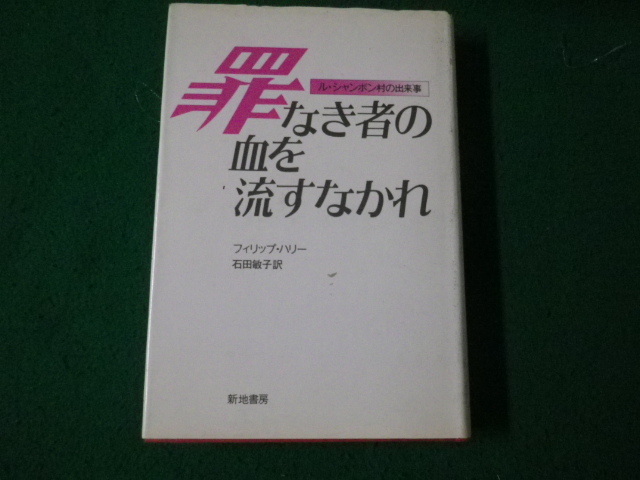 ル・シャンボン村の出来事
罪なき者の
血を
流すなかれ
フィリップ・ハリー
石田敏子訳
新地書房